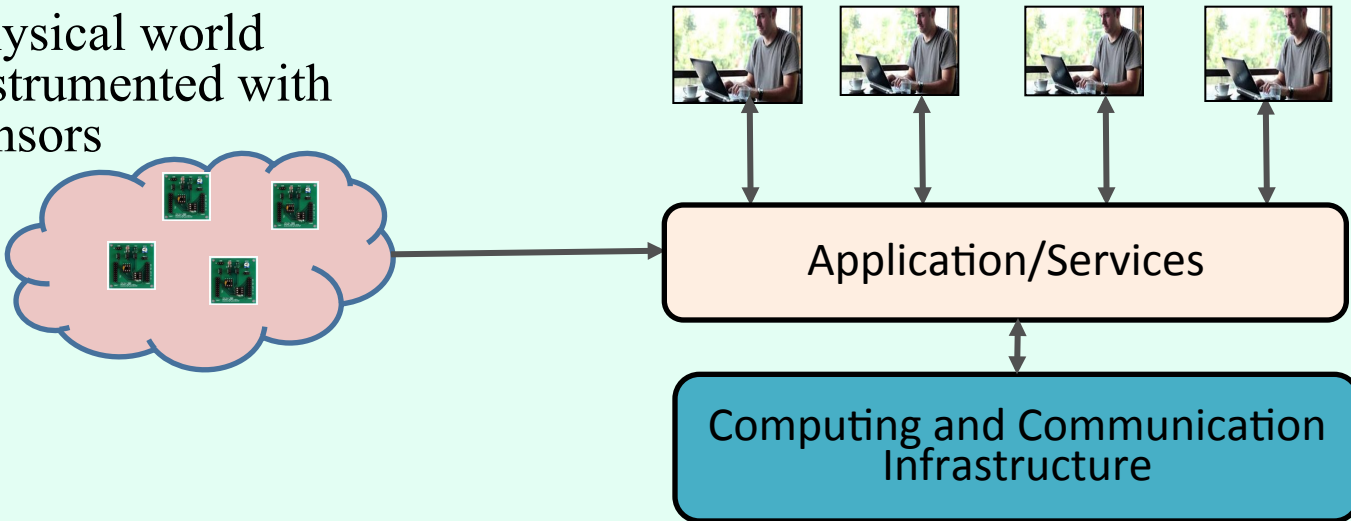 ysical world
strumented with
nsors
Application/Services
Computing and Communication
Infrastructure